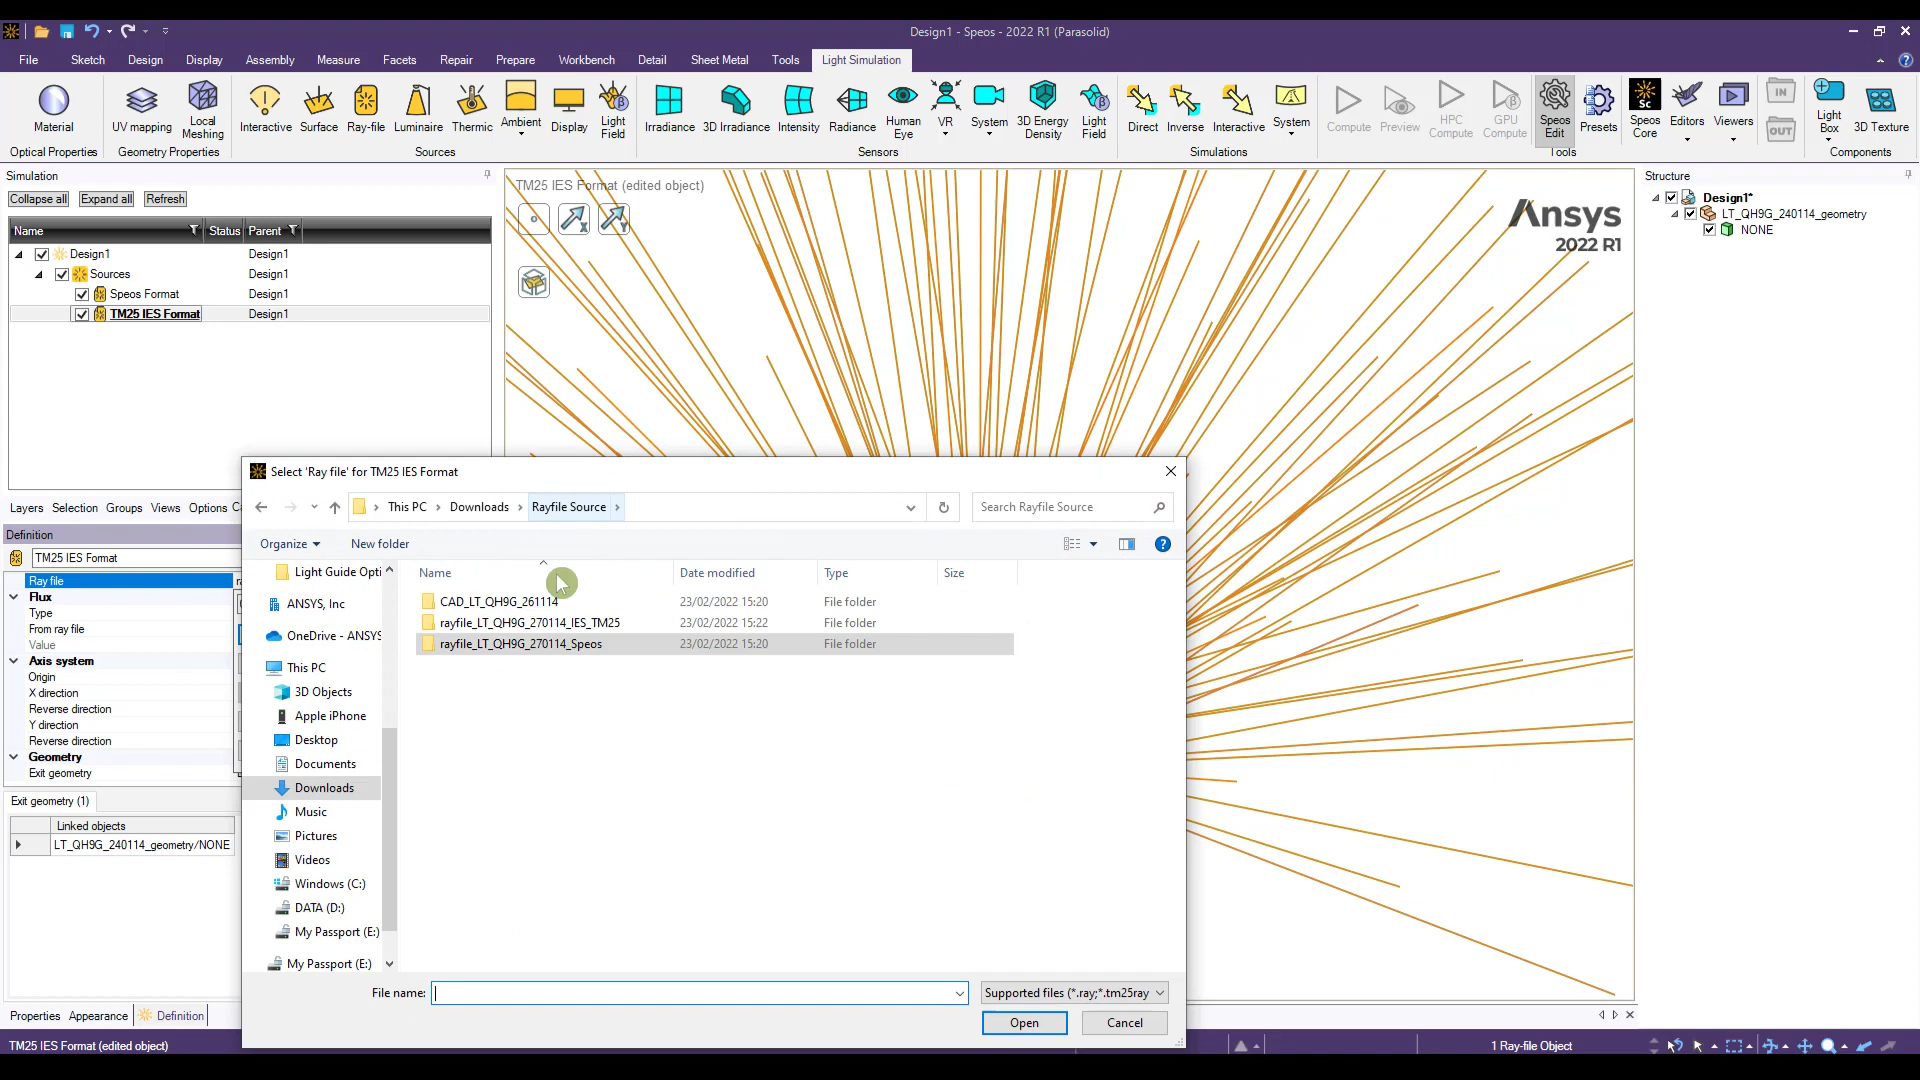 Design1 - Speos - 2022 R1 (Parasolid)
File Sketch Design Display Assembly Measure Facets Repair Prepare Workbench Detail Sheet Metal Tools Light Simulation
Material UV mapping Local Meshing Interactive Surface Ray-file Luminaire Thermic Ambient Display Light Field Irradiance 3D Irradiance Intensity Radiance Human Eye VR System 3D Energy Density Light Field Direct Inverse Interactive System Compute Preview HPC Compute GPU Compute Speos Edit Presets Speos Core Editors Viewers IN OUT Light Box 3D Texture
Optical Properties Geometry Properties Sources Sensors Simulations Tools Components
Simulation
Collapse all Expand all Refresh
Name Status Parent
Design1 Design1
Sources Design1
Speos Format Design1
TM25 IES Format Design1
TM25 IES Format (edited object)
Ansys
2022 R1
Structure
Design1*
LT_QH9G_240114_geometry
NONE
Layers Selection Groups Views Options
Definition
TM25 IES Format
Ray file
Flux
Type
From ray file
Value
Axis system
Origin
X direction
Reverse direction
Y direction
Reverse direction
Geometry
Exit geometry
Exit geometry (1)
Linked objects
LT_QH9G_240114_geometry/NONE
Properties Appearance Definition
TM25 IES Format (edited object)
1 Ray-file Object
Select 'Ray file' for TM25 IES Format
This PC Downloads Rayfile Source
Search Rayfile Source
Organize New folder
Light Guide Opti
ANSYS, Inc
OneDrive - ANSYS
This PC
3D Objects
Apple iPhone
Desktop
Documents
Downloads
Music
Pictures
Videos
Windows (C:)
DATA (D:)
My Passport (E:)
My Passport (E:)
Name Date modified Type Size
CAD_LT_QH9G_261114 23/02/2022 15:20 File folder
rayfile_LT_QH9G_270114_IES_TM25 23/02/2022 15:22 File folder
rayfile_LT_QH9G_270114_Speos 23/02/2022 15:20 File folder
File name:
Supported files (*.ray;*.tm25ray
Open Cancel